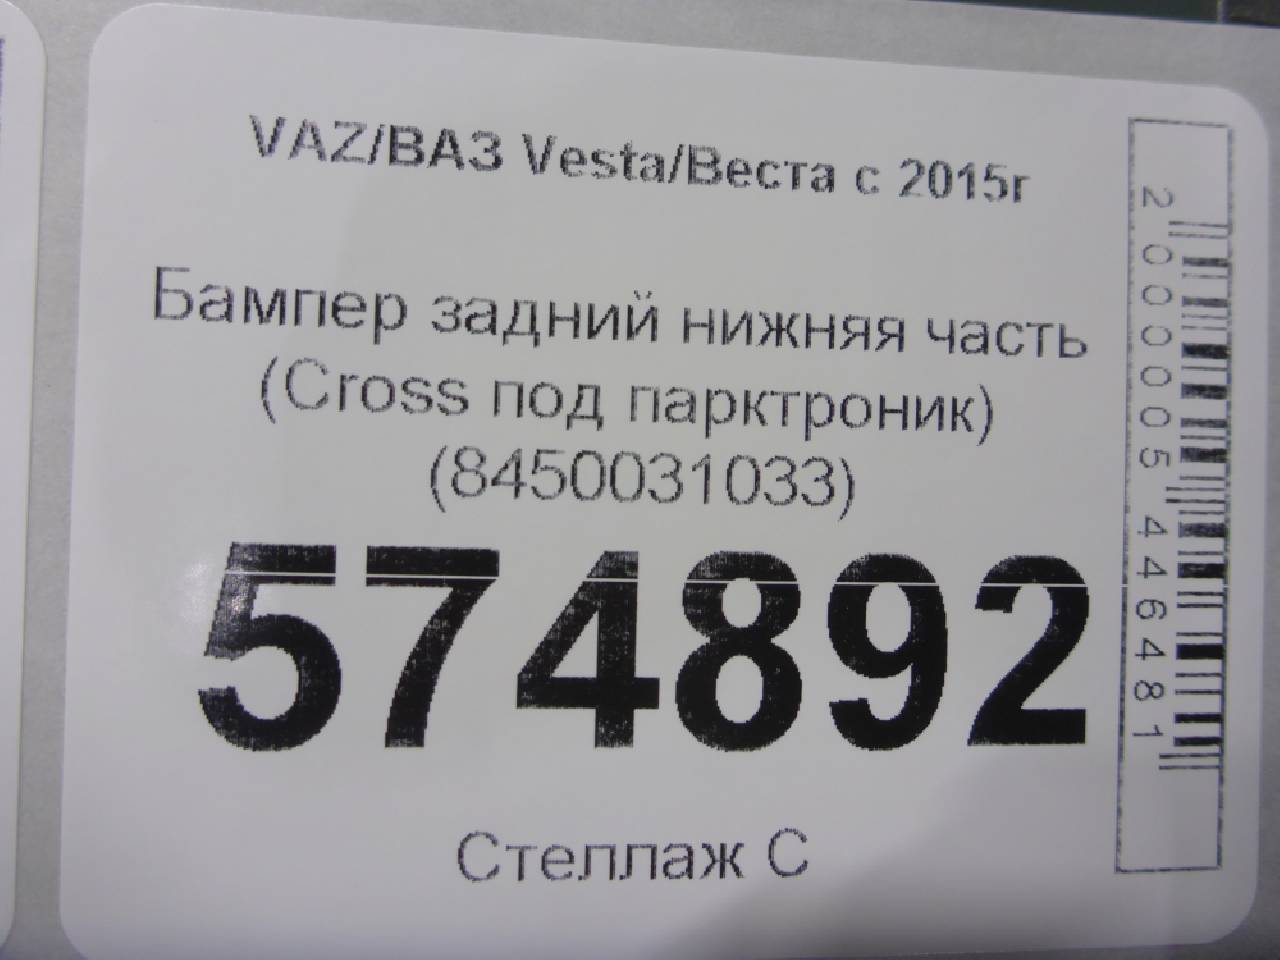 VAZ/ВАЗ Vesta/Веста с 2015г
Бампер задний нижняя часть
(Cross под парктроник)
(8450031033)
574892
Стеллаж С
2000005446481